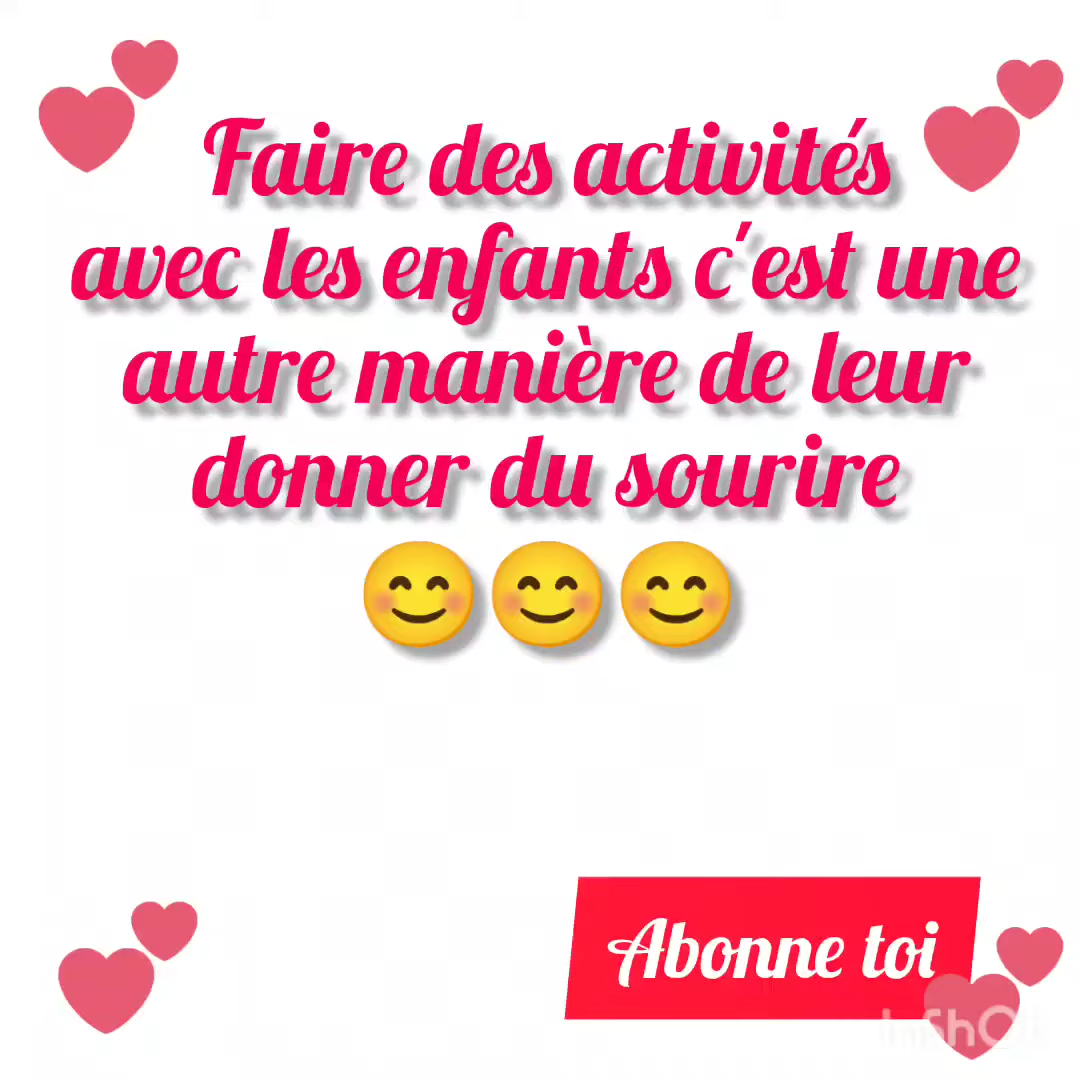 Faire des activités
avec les enfants c'est une
autre manière de leur
donner du sourire
😊😊😊
Abonne toi